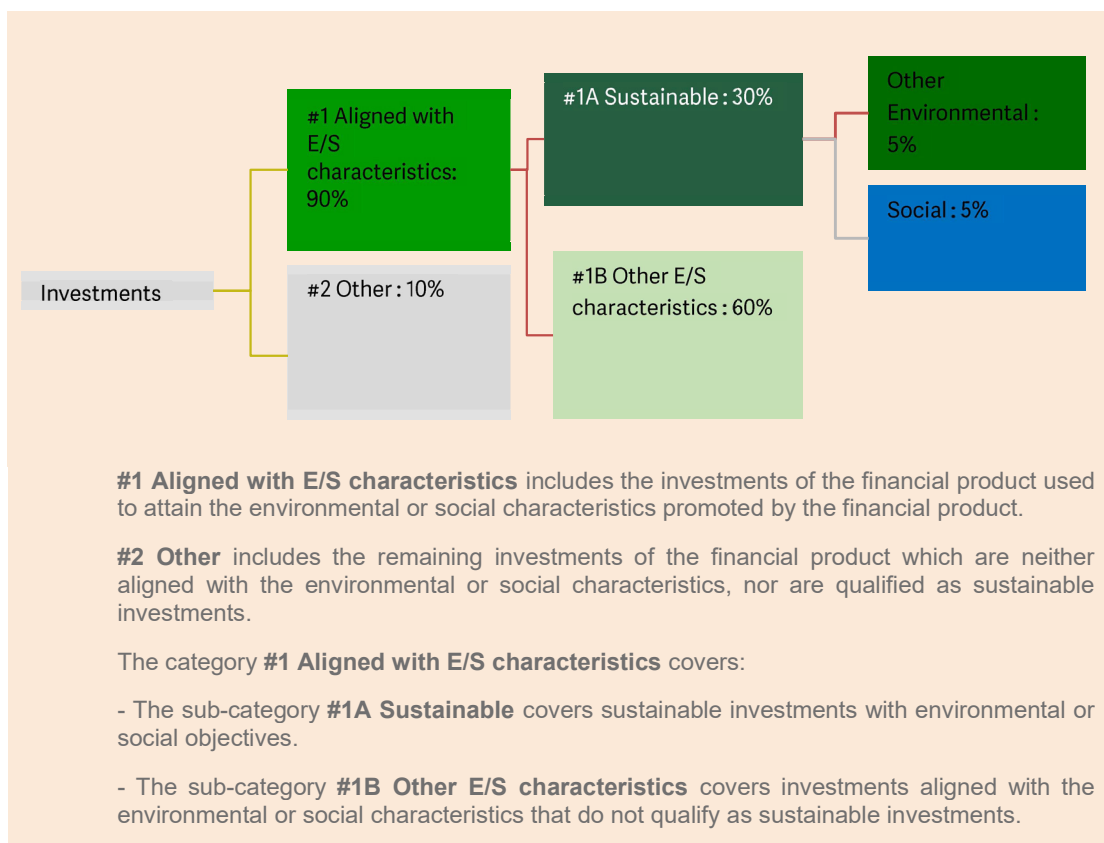 #1 Aligned with
E/S
characteristics:
90%
#1A Sustainable : 30%
Other
Environmental :
5%
Social : 5%
Investments
#2 Other : 10%
#1B Other E/S
characteristics : 60%
#1 Aligned with E/S characteristics includes the investments of the financial product used
to attain the environmental or social characteristics promoted by the financial product.
#2 Other includes the remaining investments of the financial product which are neither
aligned with the environmental or social characteristics, nor are qualified as sustainable
investments.
The category #1 Aligned with E/S characteristics covers:
- The sub-category #1A Sustainable covers sustainable investments with environmental or
social objectives.
- The sub-category #1B Other E/S characteristics covers investments aligned with the
environmental or social characteristics that do not qualify as sustainable investments.